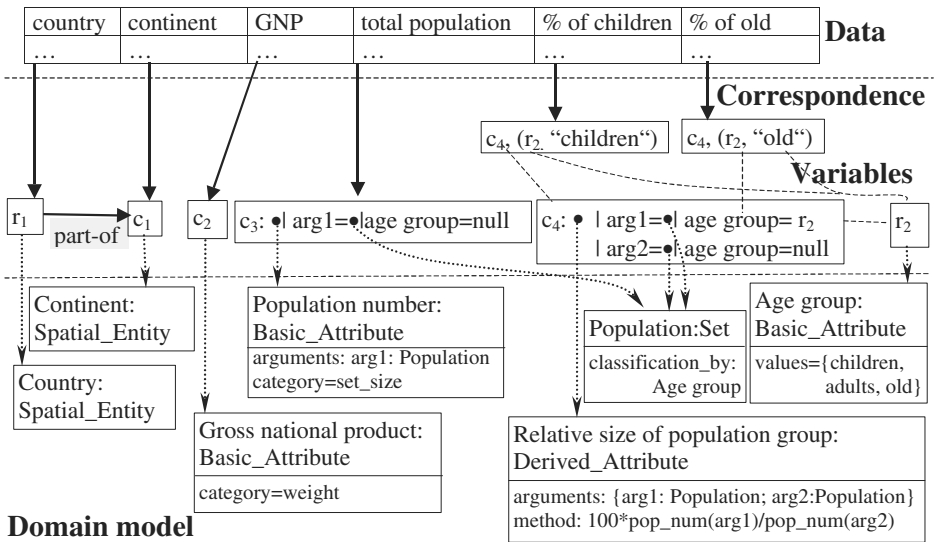 country continent GNP total population % of children % of old
… … … … … …
Data
Correspondence
c4, (r2, “children“)
c4, (r2, “old“)
Variables
r1
part-of
c1
c2
c3: ● | arg1=●|age group=null
c4: ● | arg1=●| age group= r2
| arg2=●| age group=null
r2
Continent:
Spatial_Entity
Country:
Spatial_Entity
Population number:
Basic_Attribute
arguments: arg1: Population
category=set_size
Gross national product:
Basic_Attribute
category=weight
Population:Set
classification_by:
Age group
Age group:
Basic_Attribute
values={children,
adults, old}
Relative size of population group:
Derived_Attribute
arguments: {arg1: Population; arg2:Population}
method: 100*pop_num(arg1)/pop_num(arg2)
Domain model